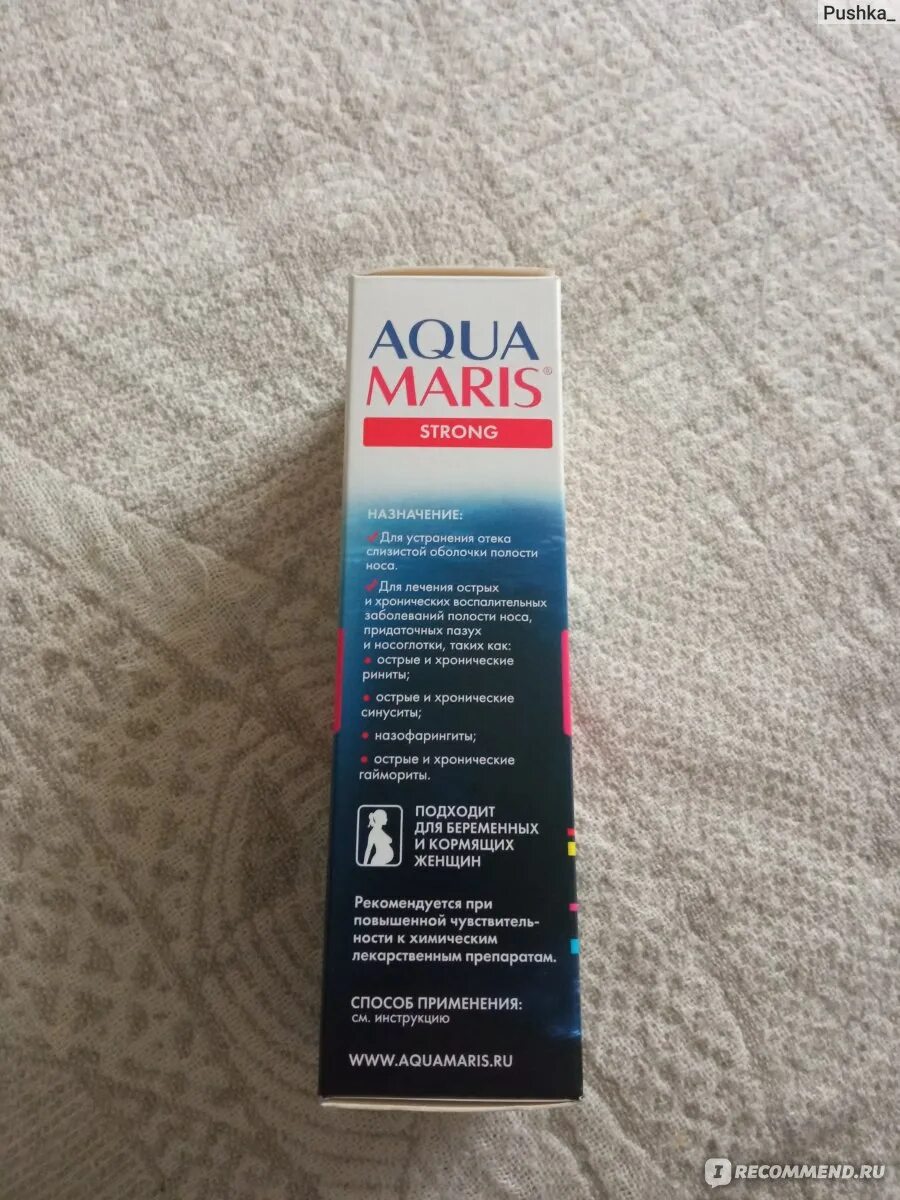 Pushka_
AQUA
MARIS®
STRONG
НАЗНАЧЕНИЕ:
Для устранения отека
слизистой оболочки полости
носа.
Для лечения острых
и хронических воспалительных
заболеваний полости носа,
придаточных пазух
и носоглотки, таких как:
• острые и хронические
риниты;
• острые и хронические
синуситы;
• назофарингиты;
• острые и хронические
гаймориты.
ПОДХОДИТ
ДЛЯ БЕРЕМЕННЫХ
И КОРМЯЩИХ
ЖЕНЩИН
Рекомендуется при
повышенной чувствитель-
ности к химическим
лекарственным препаратам.
СПОСОБ ПРИМЕНЕНИЯ:
см. инструкцию
WWW.AQUAMARIS.RU
IRECOMMEND.RU